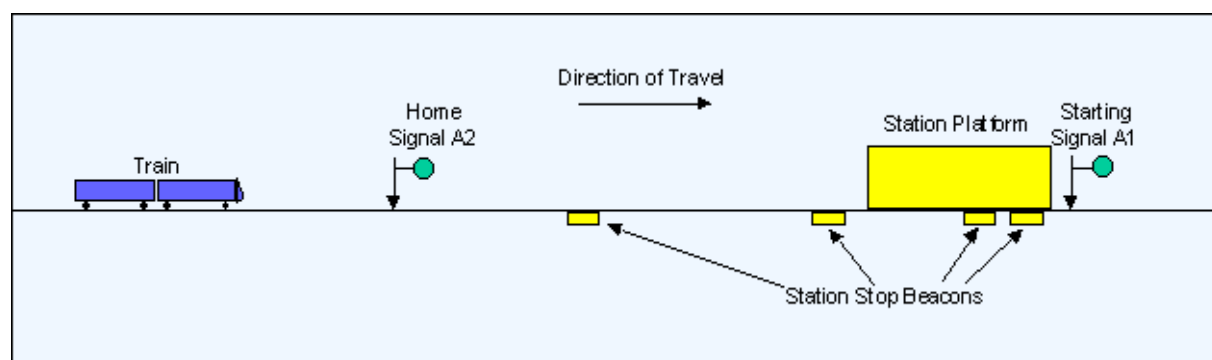 Direction of Travel
Home
Signal A2
Station Platform
Starting
Signal A1
Train
Station Stop Beacons